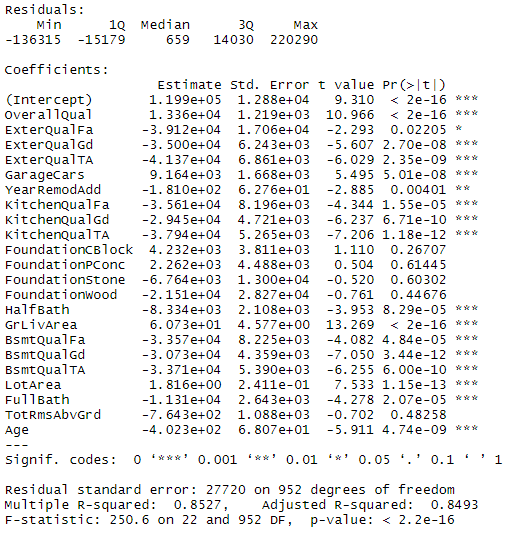 Residuals:
    Min      1Q  Median      3Q     Max
-136315  -15179     659   14030  220290

Coefficients:
                  Estimate Std. Error t value Pr(>|t|)
(Intercept)      1.199e+05  1.288e+04   9.310  < 2e-16 ***
OverallQual      1.336e+04  1.219e+03  10.966  < 2e-16 ***
ExterQualFa     -3.912e+04  1.706e+04  -2.293  0.02205 *
ExterQualGd     -3.500e+04  6.243e+03  -5.607 2.70e-08 ***
ExterQualTA     -4.137e+04  6.861e+03  -6.029 2.35e-09 ***
GarageCars       9.164e+03  1.668e+03   5.495 5.01e-08 ***
YearRemodAdd    -1.810e+02  6.276e+01  -2.885  0.00401 **
KitchenQualFa   -3.561e+04  8.196e+03  -4.344 1.55e-05 ***
KitchenQualGd   -2.945e+04  4.721e+03  -6.237 6.71e-10 ***
KitchenQualTA   -3.794e+04  5.265e+03  -7.206 1.18e-12 ***
FoundationCBlock 4.232e+03  3.811e+03   1.110  0.26707
FoundationPConc  2.262e+03  4.488e+03   0.504  0.61445
FoundationStone -6.764e+03  1.300e+04  -0.520  0.60302
FoundationWood  -2.151e+04  2.827e+04  -0.761  0.44676
HalfBath        -8.334e+03  2.108e+03  -3.953 8.29e-05 ***
GrLivArea        6.073e+01  4.577e+00  13.269  < 2e-16 ***
BsmtQualFa      -3.357e+04  8.225e+03  -4.082 4.84e-05 ***
BsmtQualGd      -3.073e+04  4.359e+03  -7.050 3.44e-12 ***
BsmtQualTA      -3.371e+04  5.390e+03  -6.255 6.00e-10 ***
LotArea          1.816e+00  2.411e-01   7.533 1.15e-13 ***
FullBath        -1.131e+04  2.643e+03  -4.278 2.07e-05 ***
TotRmsAbvGrd    -7.643e+02  1.088e+03  -0.702  0.48258
Age             -4.023e+02  6.807e+01  -5.911 4.74e-09 ***
---
Signif. codes:  0 ‘***’ 0.001 ‘**’ 0.01 ‘*’ 0.05 ‘.’ 0.1 ‘ ’ 1

Residual standard error: 27720 on 952 degrees of freedom
Multiple R-squared:  0.8527,    Adjusted R-squared:  0.8493
F-statistic: 250.6 on 22 and 952 DF,  p-value: < 2.2e-16